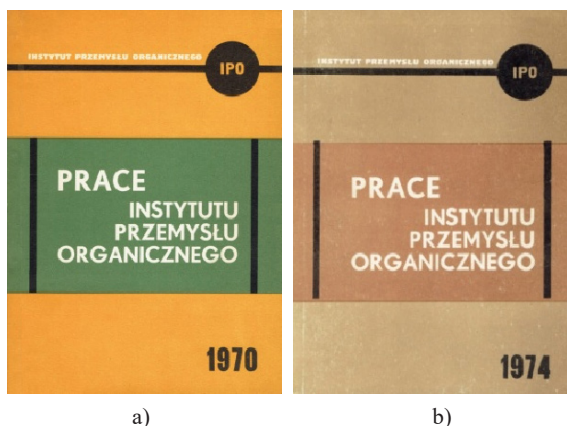 INSTYTUT PRZEMYSŁU ORGANICZNEGO
IPO
PRACE
INSTYTUTU
PRZEMYSŁU
ORGANICZNEGO
1970
a)
INSTYTUT PRZEMYSŁU ORGANICZNEGO
IPO
PRACE
INSTYTUTU
PRZEMYSŁU
ORGANICZNEGO
1974
b)